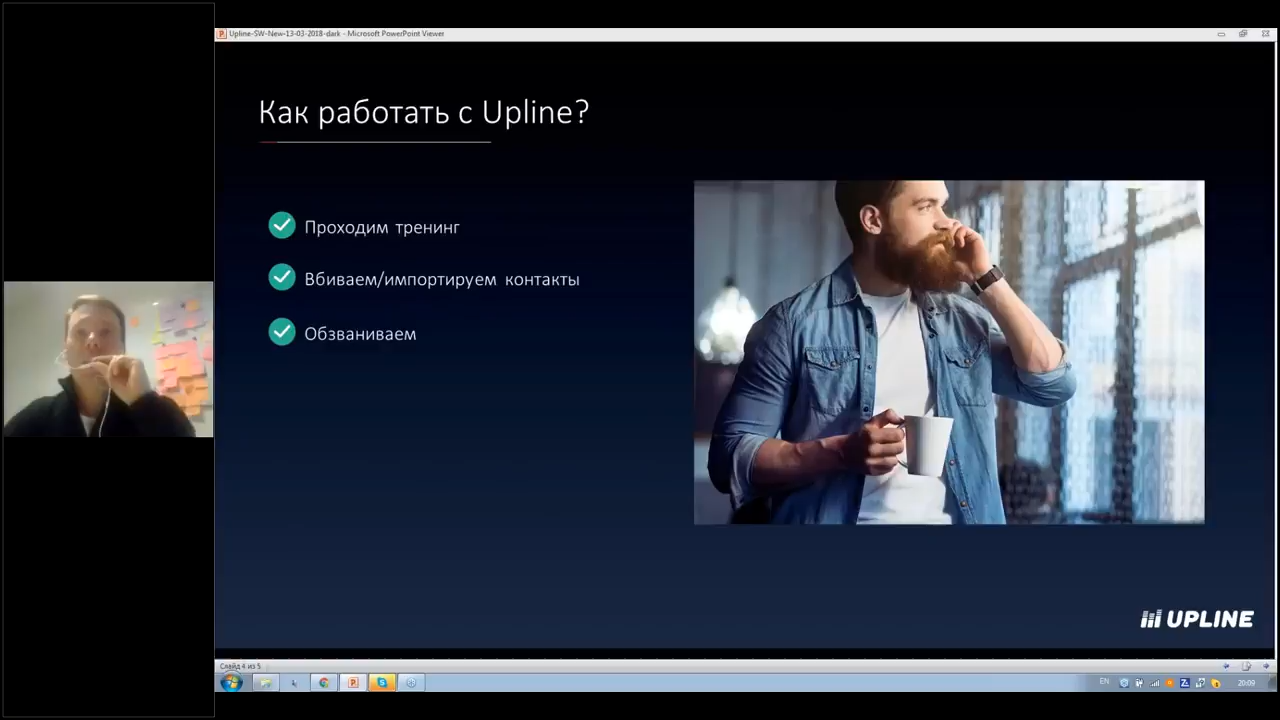 Upline-SW-New-13-03-2018-dark - Microsoft PowerPoint Viewer
Как работать с Upline?
Проходим тренинг
Вбиваем/импортируем контакты
Обзваниваем
UPLINE
Слайд 4 из 5
EN
20:09